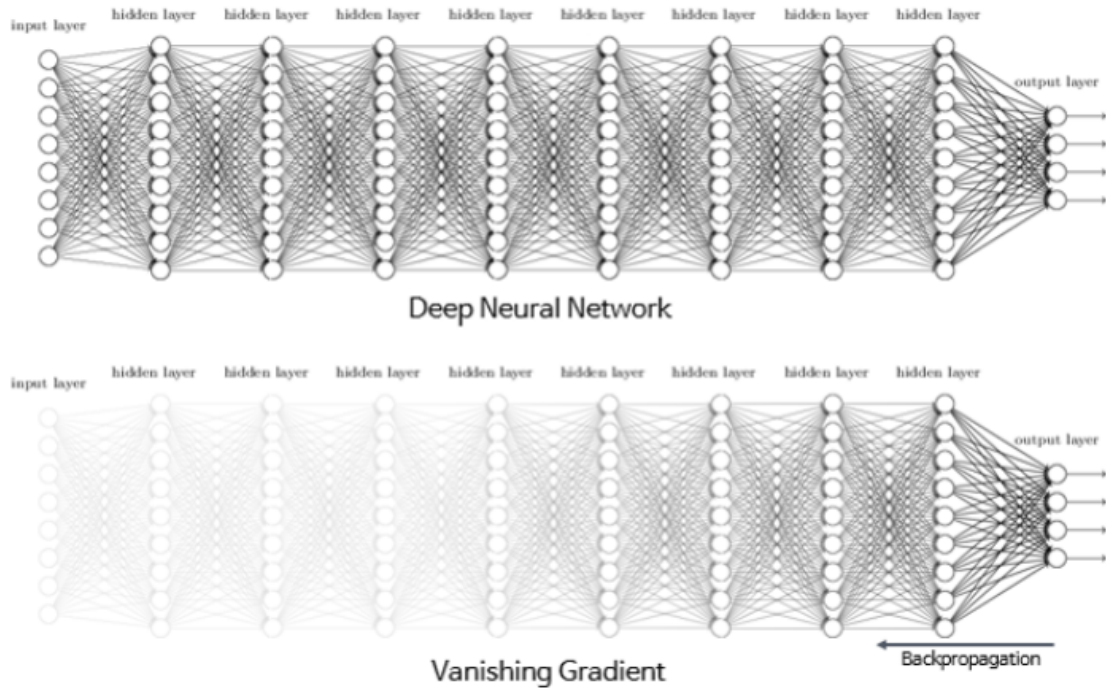 input layer
hidden layer hidden layer hidden layer hidden layer hidden layer hidden layer hidden layer hidden layer
output layer
Deep Neural Network
input layer
hidden layer hidden layer hidden layer hidden layer hidden layer hidden layer hidden layer hidden layer
output layer
Backpropagation
Vanishing Gradient